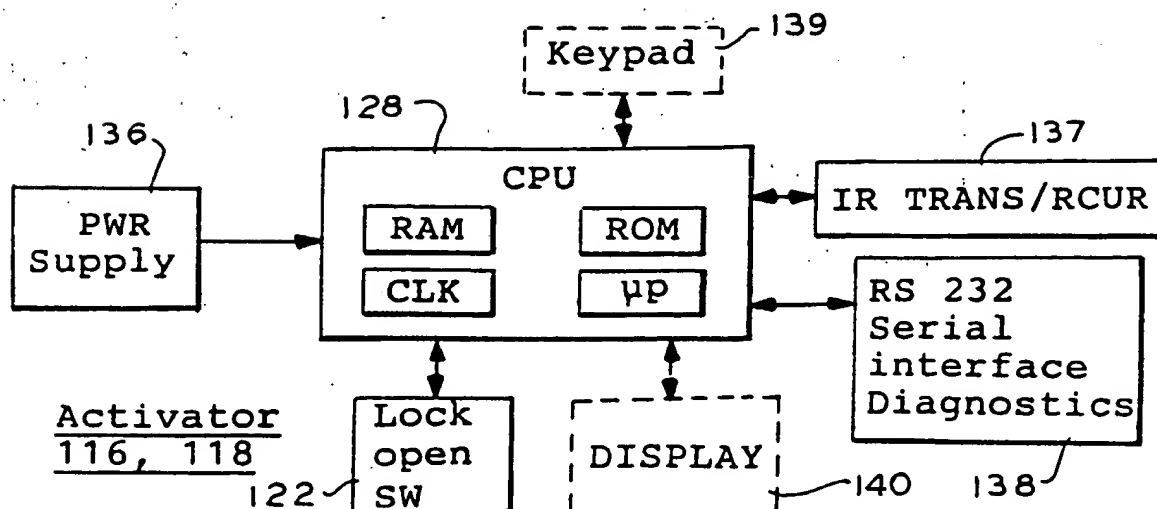 139
Keypad
128
136
137
CPU
PWR
Supply
IR TRANS/RCUR
RAM
ROM
CLK
µp
RS 232
Serial
interface
Diagnostics
Activator
116, 118
Lock
open
SW
122
DISPLAY
140
138